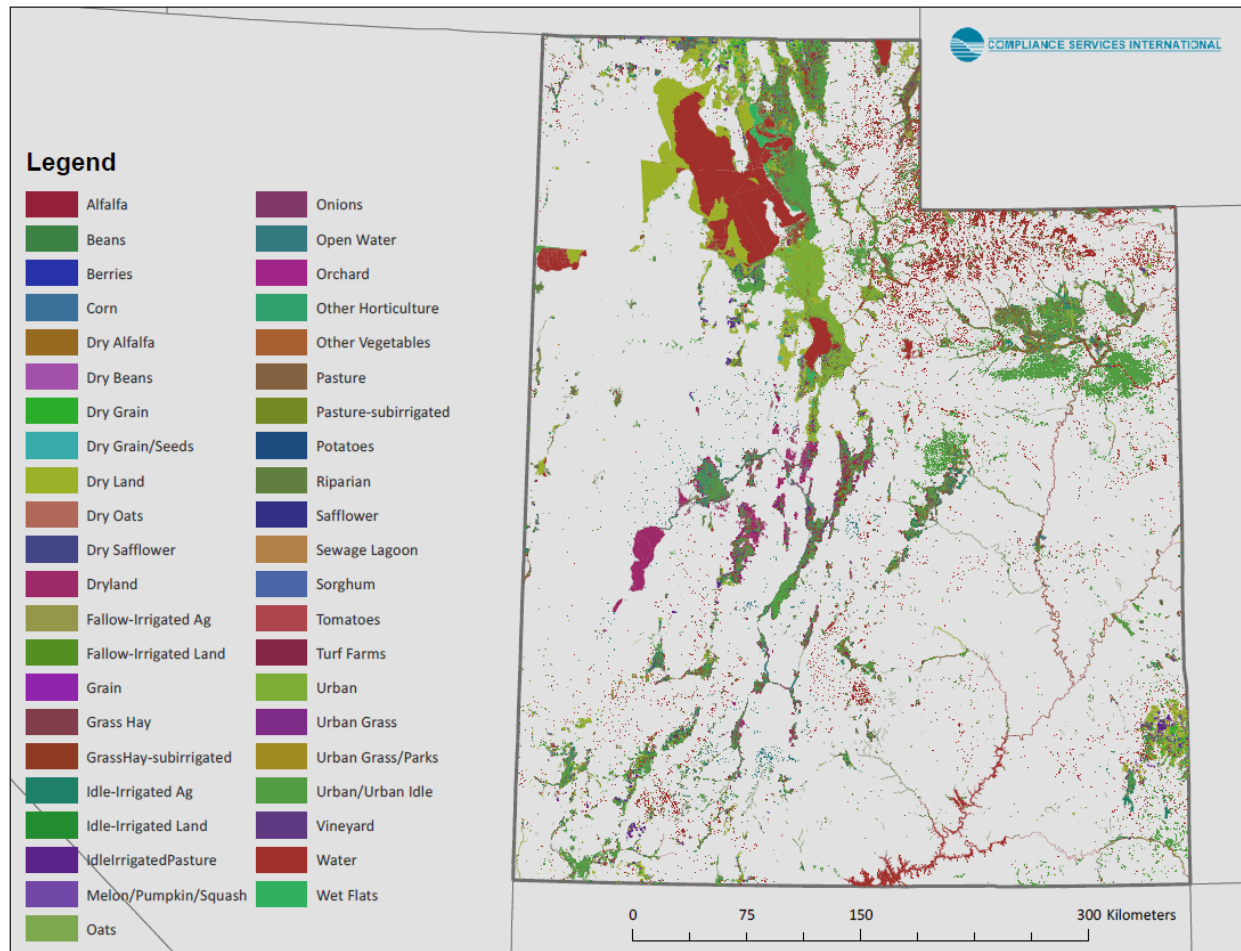 COMPLIANCE SERVICES INTERNATIONAL
Legend
Alfalfa
Beans
Berries
Corn
Dry Alfalfa
Dry Beans
Dry Grain
Dry Grain/Seeds
Dry Land
Dry Oats
Dry Safflower
Dryland
Fallow-Irrigated Ag
Fallow-Irrigated Land
Grain
Grass Hay
GrassHay-subirrigated
Idle-Irrigated Ag
Idle-Irrigated Land
IdleIrrigatedPasture
Melon/Pumpkin/Squash
Oats
Onions
Open Water
Orchard
Other Horticulture
Other Vegetables
Pasture
Pasture-subirrigated
Potatoes
Riparian
Safflower
Sewage Lagoon
Sorghum
Tomatoes
Turf Farms
Urban
Urban Grass
Urban Grass/Parks
Urban/Urban Idle
Vineyard
Water
Wet Flats
0 75 150 300 Kilometers